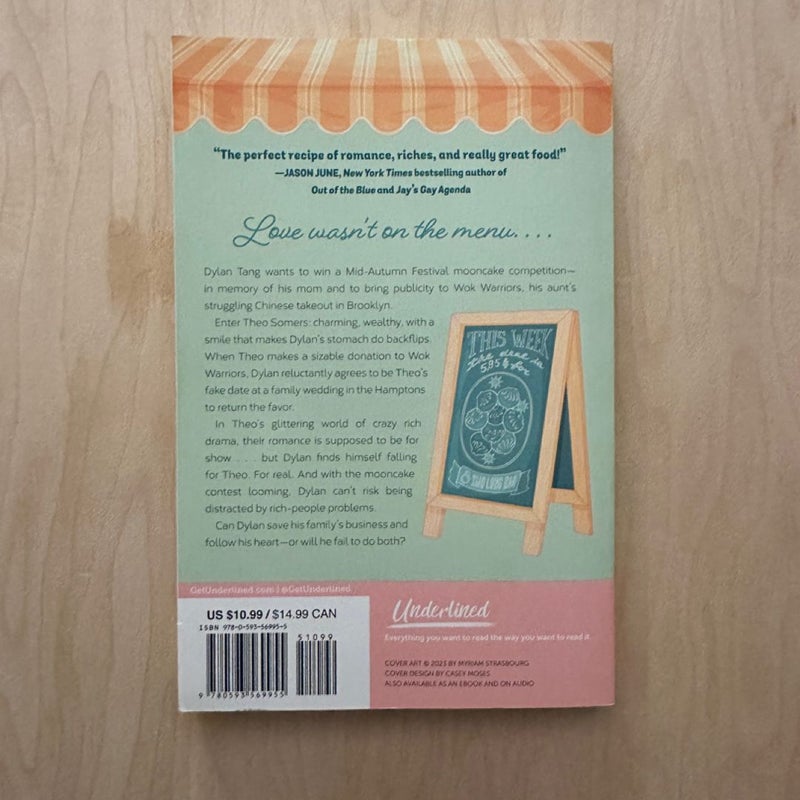 “The perfect recipe of romance, riches, and really great food!”
—JASON JUNE, New York Times bestselling author of
Out of the Blue and Jay’s Gay Agenda
Love wasn’t on the menu. . . .
Dylan Tang wants to win a Mid-Autumn Festival mooncake competition—
in memory of his mom and to bring publicity to Wok Warriors, his aunt’s
struggling Chinese takeout in Brooklyn.
Enter Theo Somers: charming, wealthy, with a
smile that makes Dylan’s stomach do backflips.
When Theo makes a sizable donation to Wok
Warriors, Dylan reluctantly agrees to be Theo’s
fake date at a family wedding in the Hamptons
to return the favor.
In Theo’s glittering world of crazy rich
drama, their romance is supposed to be for
show . . . but Dylan finds himself falling
for Theo. For real. And with the mooncake
contest looming, Dylan can’t risk being
distracted by rich-people problems.
Can Dylan save his family’s business and
follow his heart—or will he fail to do both?
THIS WEEK
for
GetUnderlined.com | @GetUnderlined
US $10.99 / $14.99 CAN
ISBN 978-0-593-56995-5
51099
9 780593 569955
Underlined
Everything you want to read the way you want to read it
COVER ART © 2023 BY MYRIAM STRASBOURG
COVER DESIGN BY CASEY MOSES
ALSO AVAILABLE AS AN EBOOK AND ON AUDIO